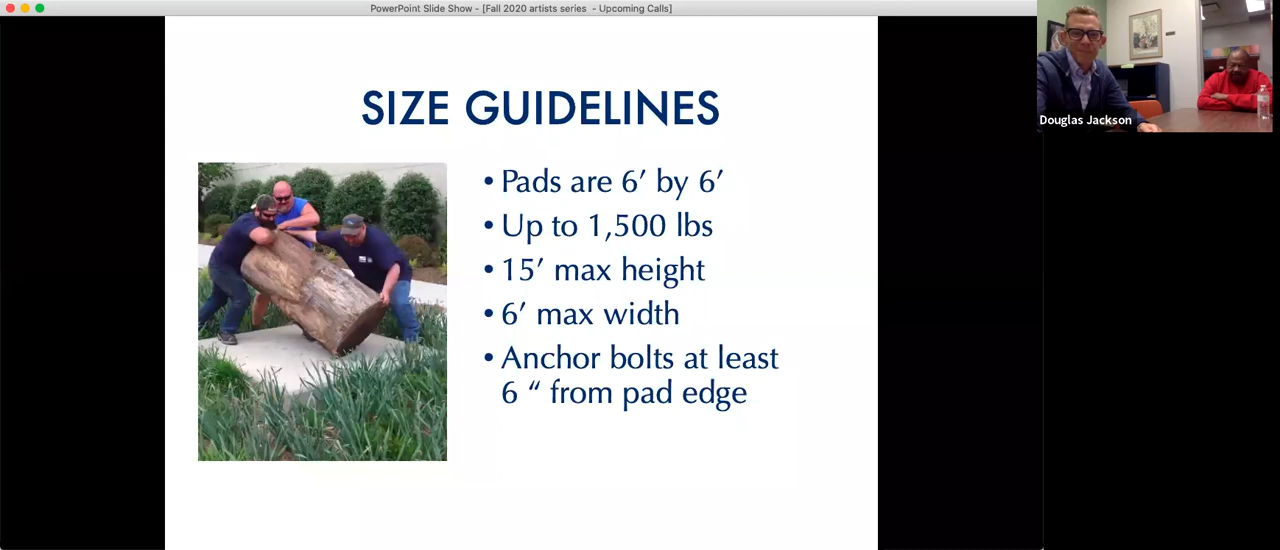 PowerPoint Slide Show - [Fall 2020 artists series  - Upcoming Calls]
Douglas Jackson
SIZE GUIDELINES
• Pads are 6′ by 6′
• Up to 1,500 lbs
• 15′ max height
• 6′ max width
• Anchor bolts at least
6 “ from pad edge